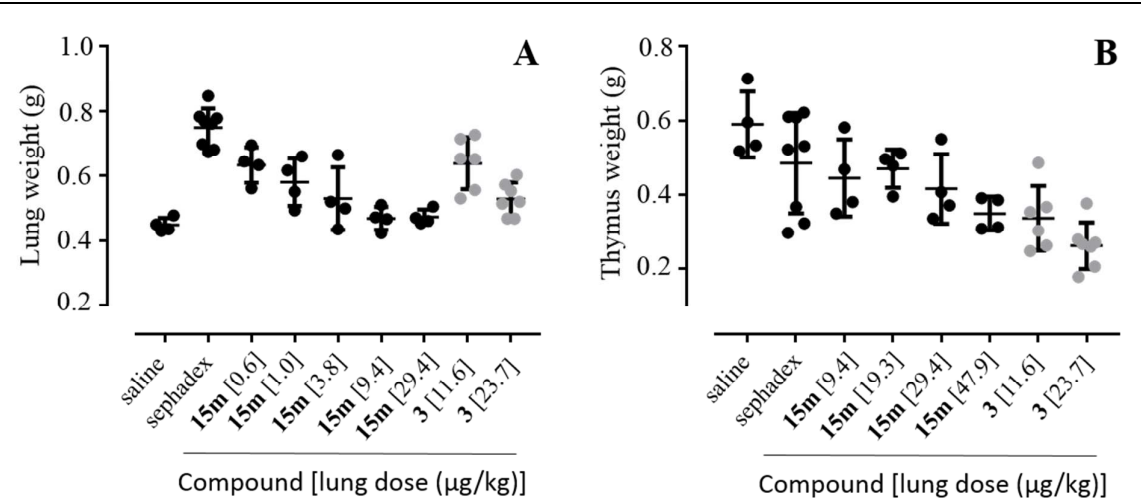 A
Lung weight (g)
1.0
0.8
0.6
0.4
0.2
saline
sephadex
15m [0.6]
15m [1.0]
15m [3.8]
15m [9.4]
15m [29.4]
3 [11.6]
3 [23.7]
Compound [lung dose (µg/kg)]
B
Thymus weight (g)
0.8
0.6
0.4
0.2
saline
sephadex
15m [9.4]
15m [19.3]
15m [29.4]
15m [47.9]
3 [11.6]
3 [23.7]
Compound [lung dose (µg/kg)]